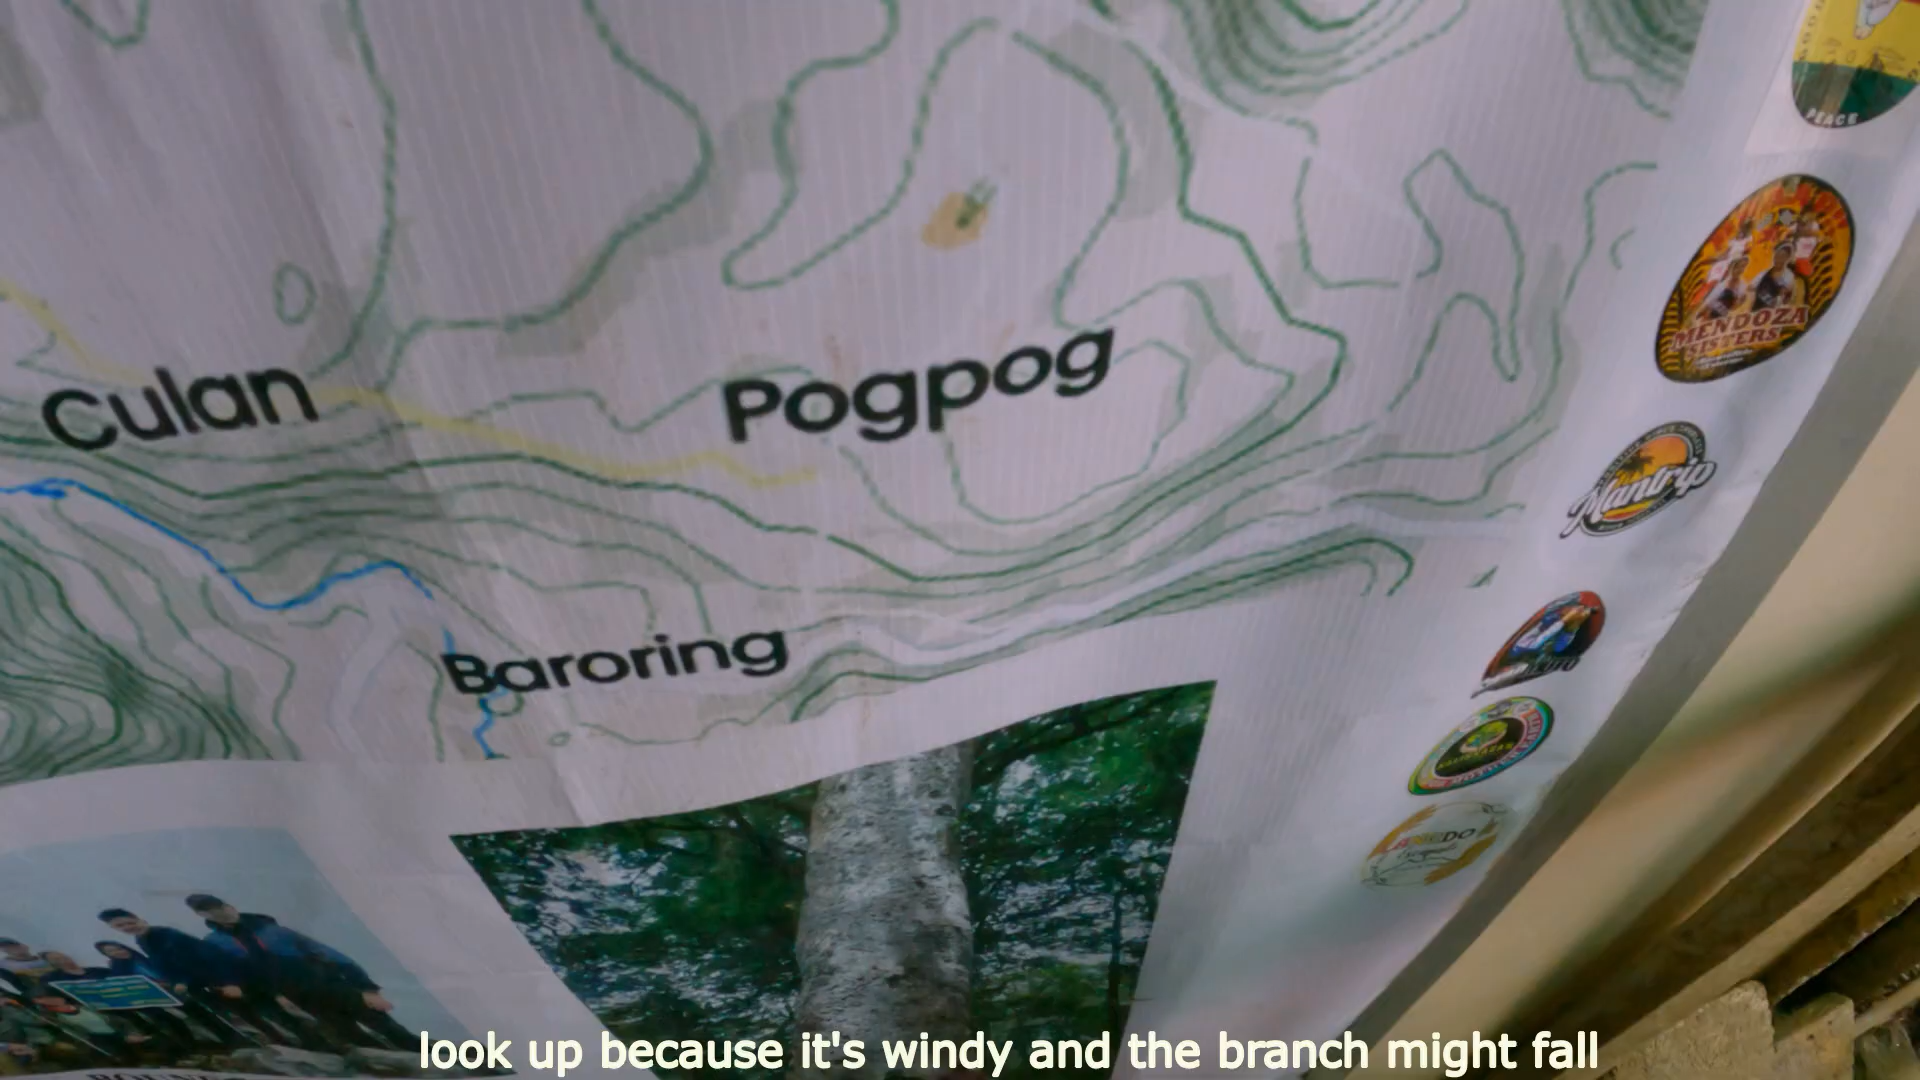 PEACE
MENDOZA
SISTERS
Culan
Pogpog
Mantrip
Baroring
look up because it's windy and the branch might fall